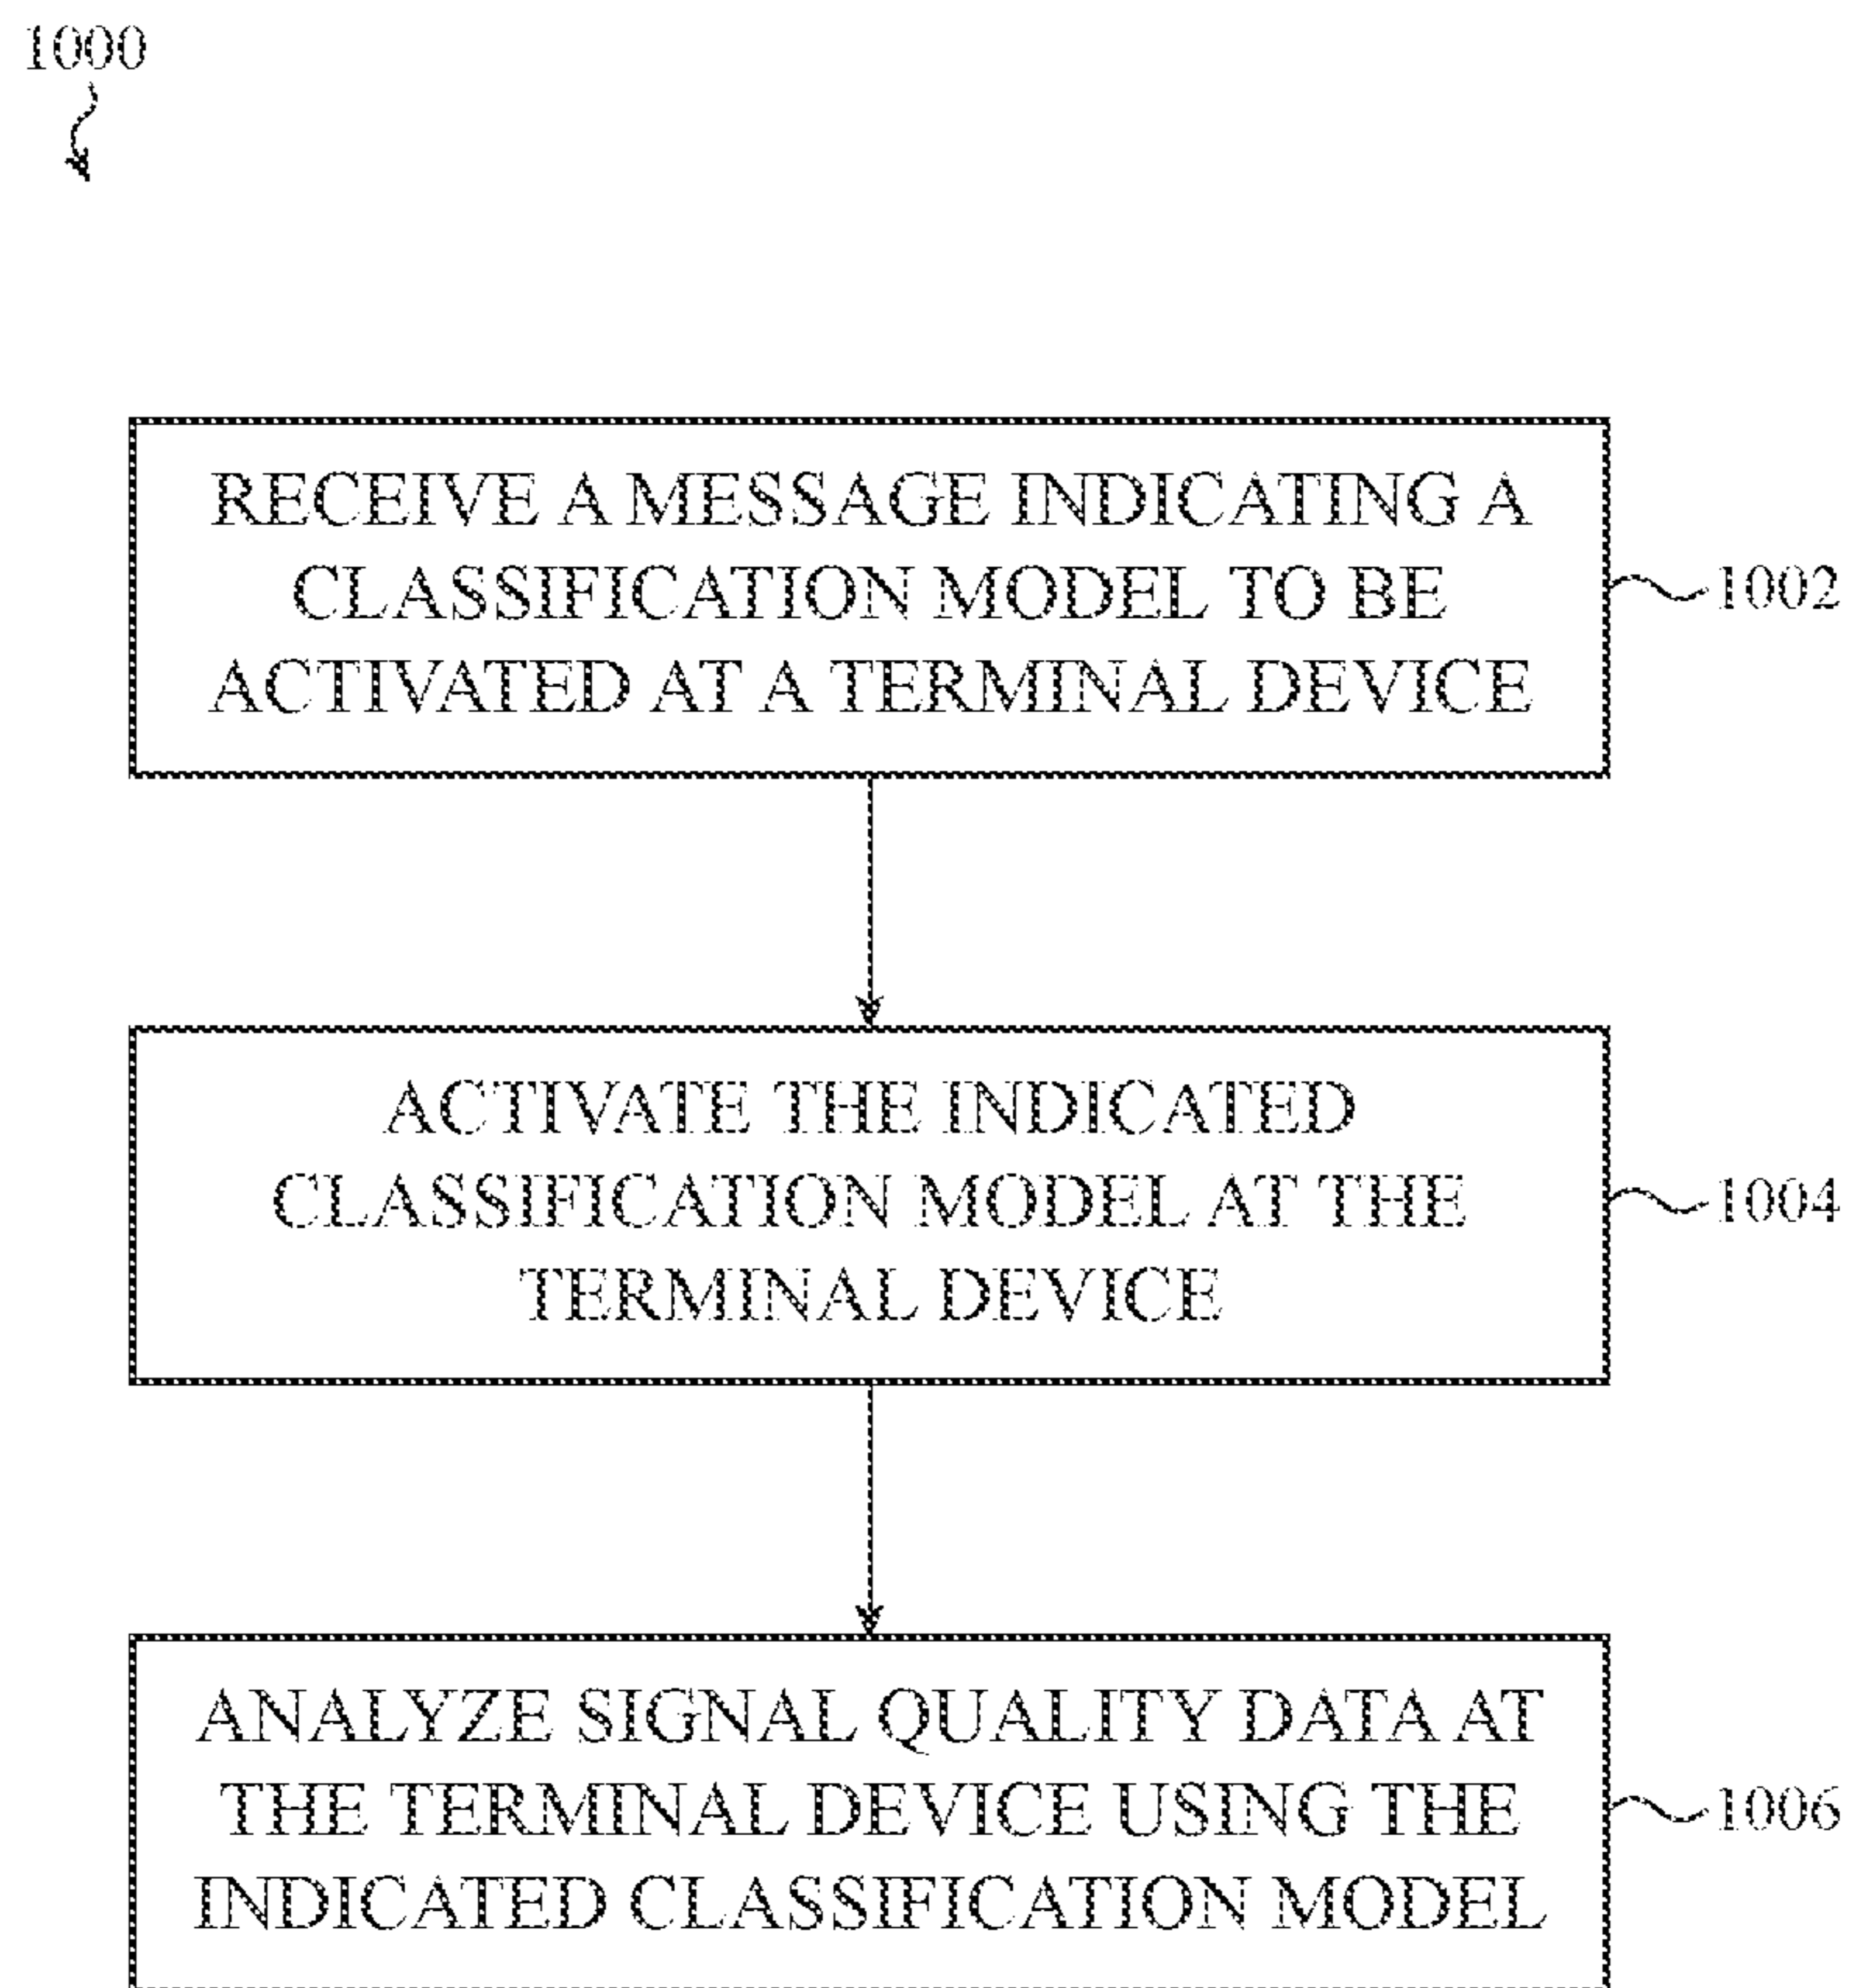 1000
RECEIVE A MESSAGE INDICATING A
CLASSIFICATION MODEL TO BE
ACTIVATED AT A TERMINAL DEVICE
1002
ACTIVATE THE INDICATED
CLASSIFICATION MODEL AT THE
TERMINAL DEVICE
1004
ANALYZE SIGNAL QUALITY DATA AT
THE TERMINAL DEVICE USING THE
INDICATED CLASSIFICATION MODEL
1006